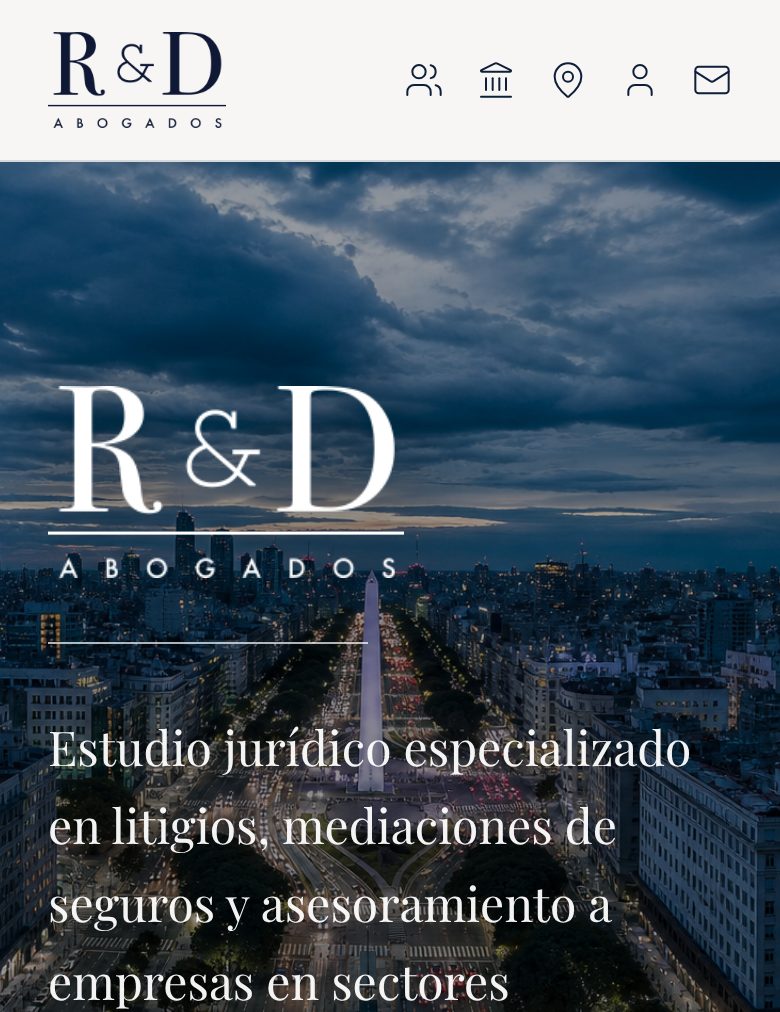 R & D
ABOGADOS
R & D
ABOGADOS
Estudio jurídico especializado
en litigios, mediaciones de
seguros y asesoramiento a
empresas en sectores